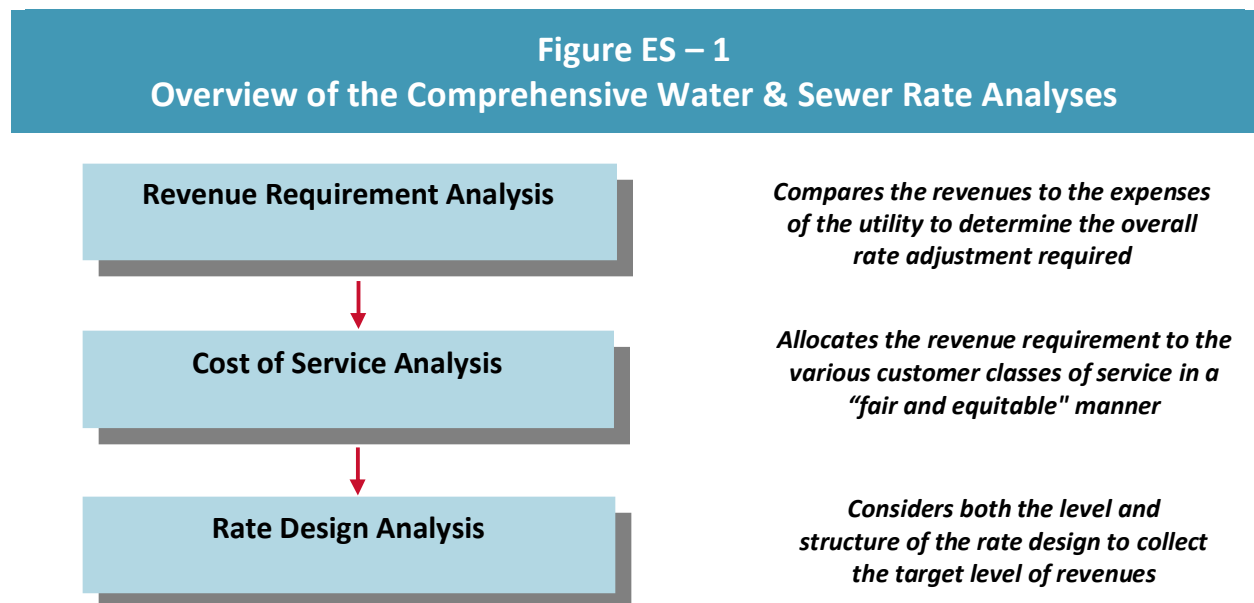 Figure ES – 1
Overview of the Comprehensive Water & Sewer Rate Analyses
Revenue Requirement Analysis
Compares the revenues to the expenses
of the utility to determine the overall
rate adjustment required
Cost of Service Analysis
Allocates the revenue requirement to the
various customer classes of service in a
“fair and equitable" manner
Rate Design Analysis
Considers both the level and
structure of the rate design to collect
the target level of revenues